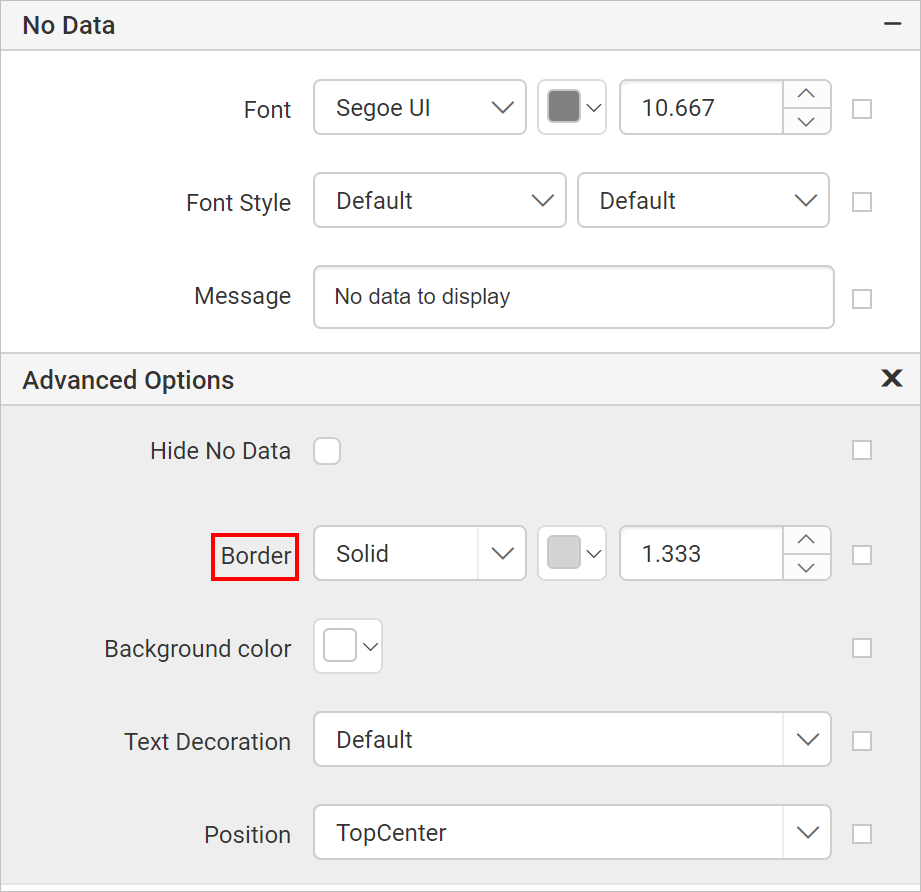 No Data
Font Segoe UI 10.667
Font Style Default Default
Message No data to display
Advanced Options
Hide No Data
Border Solid 1.333
Background color
Text Decoration Default
Position TopCenter